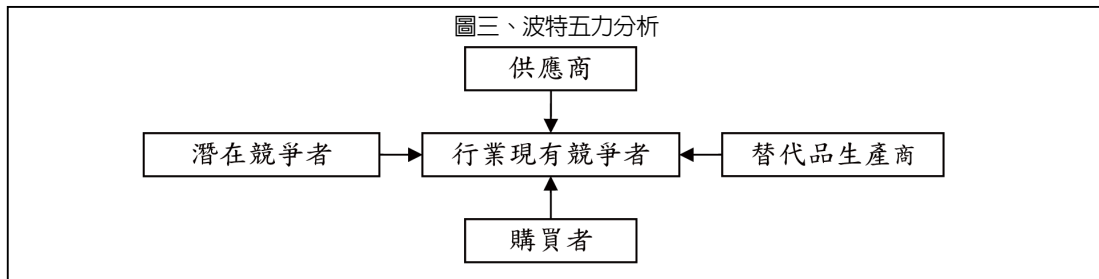 圖三、波特五力分析
供應商
潛在競爭者
行業現有競爭者
替代品生產商
購買者